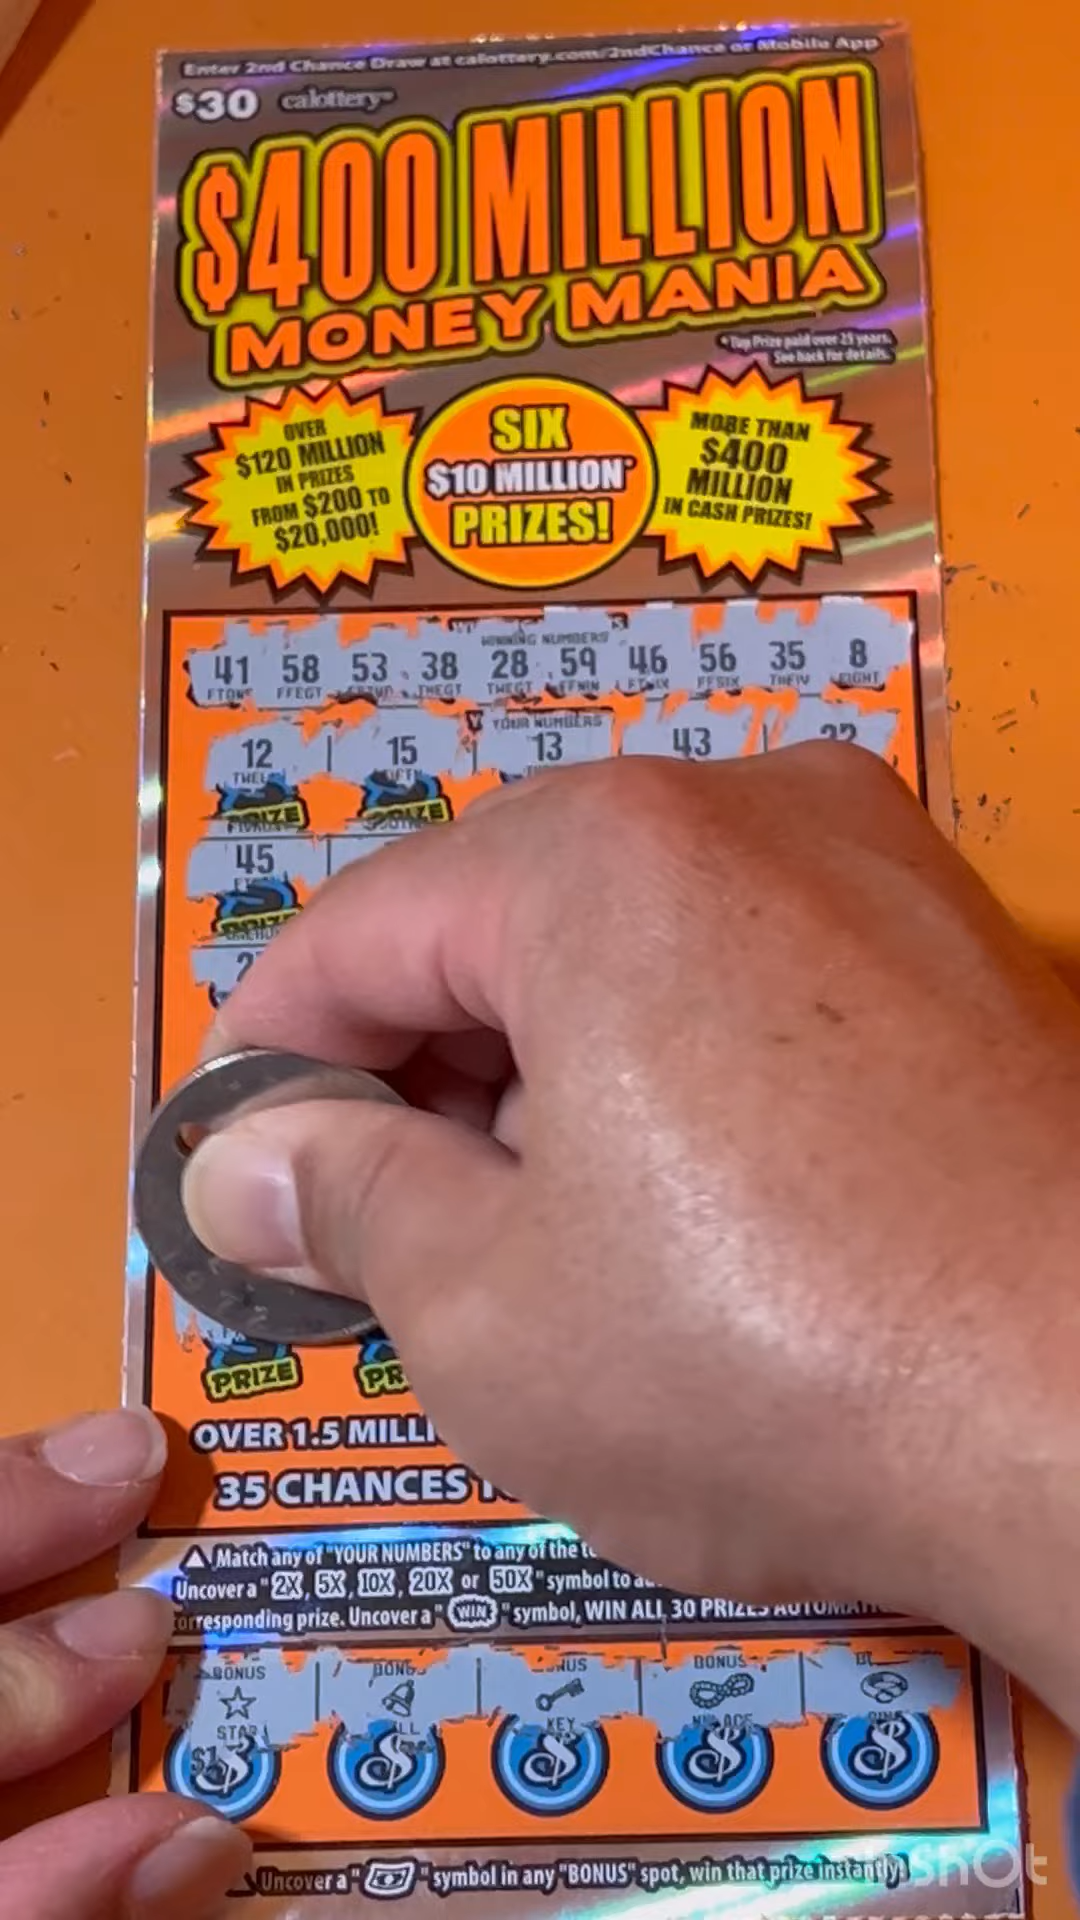 Enter 2nd Chance Draw at calottery.com/2ndChance or Mobile App
$30 calottery
$400 MILLION
MONEY MANIA
*Top Prize paid over 25 years.
See back for details.
OVER
$120 MILLION
IN PRIZES
FROM $200 TO
$20,000!
SIX
$10 MILLION*
PRIZES!
MORE THAN
$400
MILLION
IN CASH PRIZES!
WINNING NUMBERS
41 58 53 38 28 59 46 56 35 8
FFEGT THEGT TWEGT FFSIX
YOUR NUMBERS
12 15 13 43
PRIZE PRIZE
45
PRIZE
PRIZE
OVER 1.5
35 CHANCES
▲ Match any of "YOUR NUMBERS" to any of the
Uncover a "2X, 5X, 10X, 20X or 50X" symbol to
corresponding prize. Uncover a "WIN" symbol, WIN ALL 30 PRIZES
BONUS BONUS BONUS
STAR KEY
$ $ $ $ $
Uncover a " " symbol in any "BONUS" spot, win that prize instantly!
InShOt